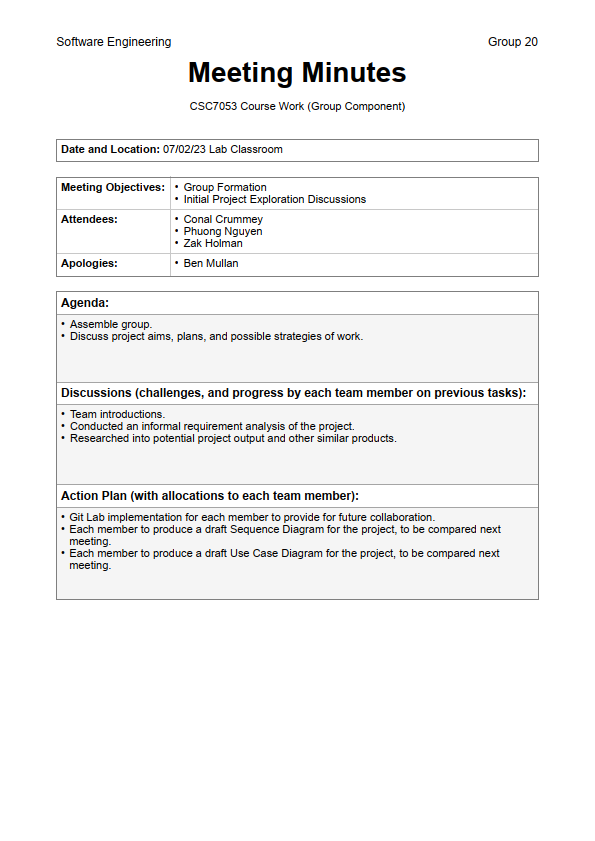 Software Engineering
Group 20
Meeting Minutes
CSC7053 Course Work (Group Component)
Date and Location: 07/02/23 Lab Classroom
Meeting Objectives:
• Group Formation
• Initial Project Exploration Discussions
Attendees:
• Conal Crummey
• Phuong Nguyen
• Zak Holman
Apologies:
• Ben Mullan
Agenda:
• Assemble group.
• Discuss project aims, plans, and possible strategies of work.
Discussions (challenges, and progress by each team member on previous tasks):
• Team introductions.
• Conducted an informal requirement analysis of the project.
• Researched into potential project output and other similar products.
Action Plan (with allocations to each team member):
• Git Lab implementation for each member to provide for future collaboration.
• Each member to produce a draft Sequence Diagram for the project, to be compared next
meeting.
• Each member to produce a draft Use Case Diagram for the project, to be compared next
meeting.